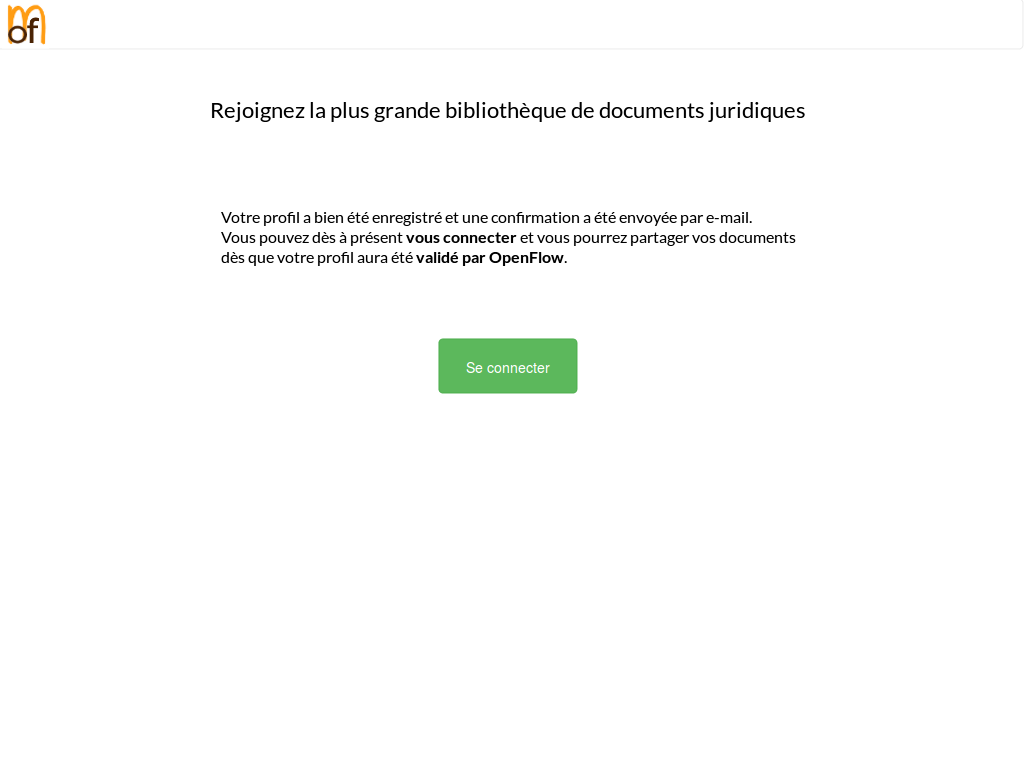 m
of
Rejoignez la plus grande bibliothèque de documents juridiques
Votre profil a bien été enregistré et une confirmation a été envoyée par e-mail.
Vous pouvez dès à présent vous connecter et vous pourrez partager vos documents
dès que votre profil aura été validé par OpenFlow.
Se connecter